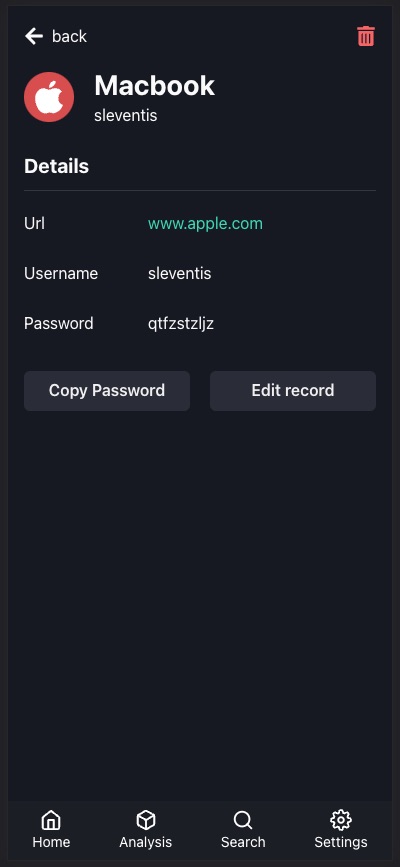 back
Macbook
sleventis
Details
Url www.apple.com
Username sleventis
Password qtfzstzljz
Copy Password Edit record
Home Analysis Search Settings